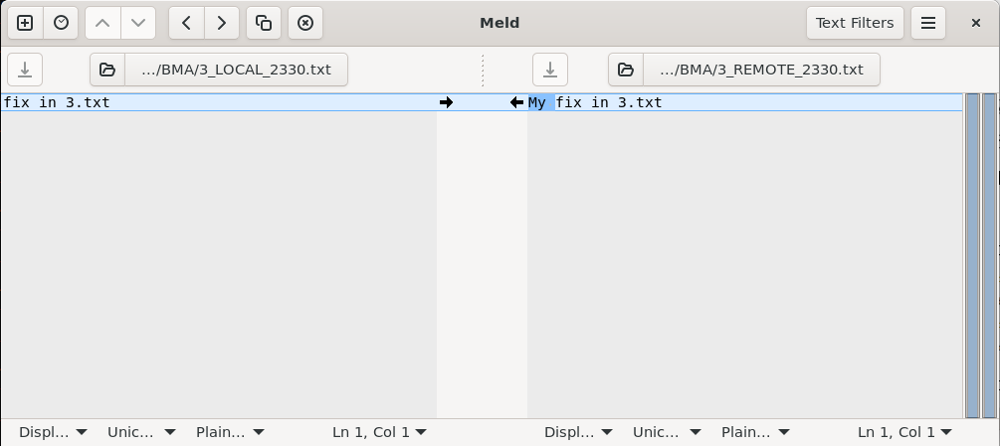 Meld
Text Filters
.../BMA/3_LOCAL_2330.txt
.../BMA/3_REMOTE_2330.txt
fix in 3.txt
My fix in 3.txt
Displ... Unic... Plain... Ln 1, Col 1
Displ... Unic... Plain... Ln 1, Col 1